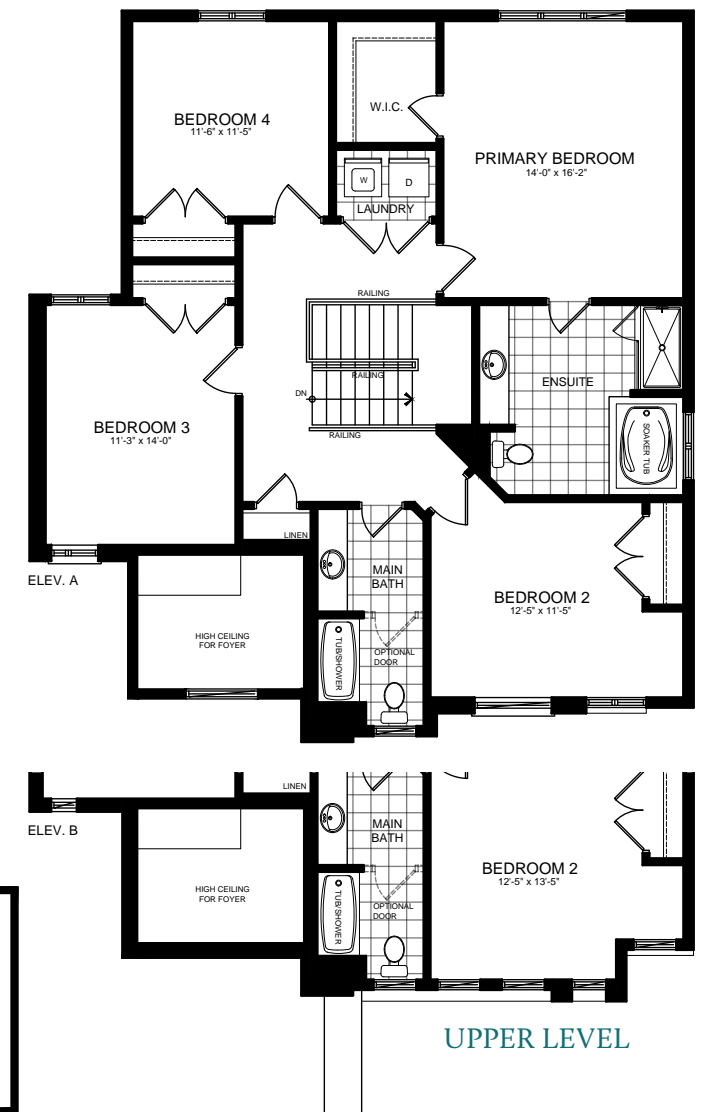 BEDROOM 4
11'-6" x 11'-5"
W.I.C.
PRIMARY BEDROOM
14'-0" x 16'-2"
W
D
LAUNDRY
RAILING
RAILING
DN
RAILING
ENSUITE
SOAKER TUB
BEDROOM 3
11'-3" x 14'-0"
LINEN
ELEV. A
MAIN
BATH
BEDROOM 2
12'-5" x 11'-5"
HIGH CEILING
FOR FOYER
TUB/SHOWER
OPTIONAL
DOOR
LINEN
ELEV. B
MAIN
BATH
BEDROOM 2
12'-5" x 13'-5"
HIGH CEILING
FOR FOYER
TUB/SHOWER
OPTIONAL
DOOR
UPPER LEVEL